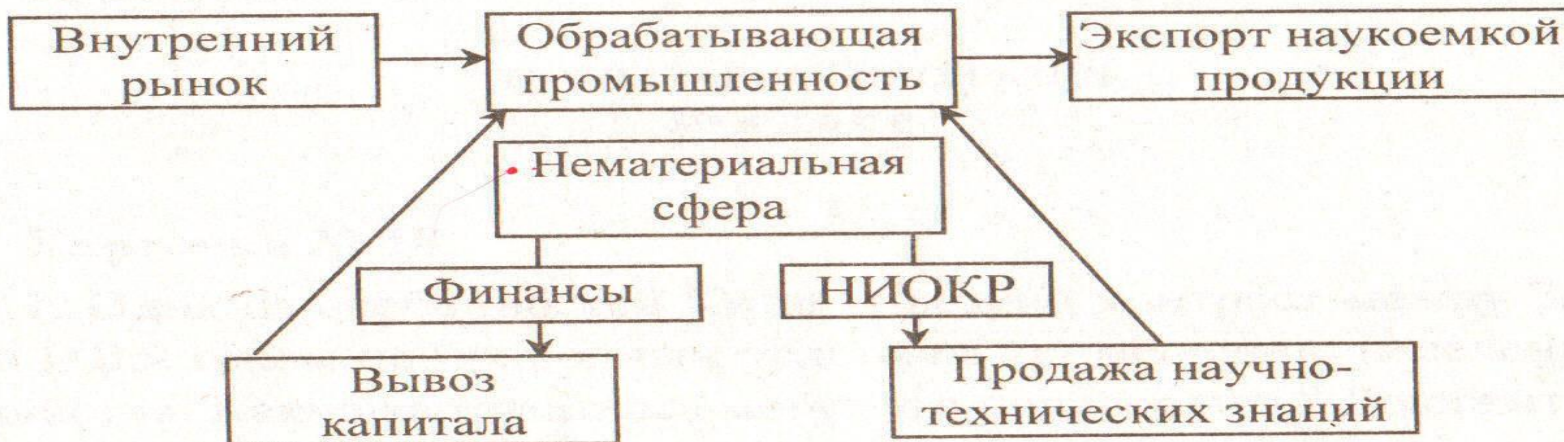 Внутренний
рынок
Обрабатывающая
промышленность
Экспорт наукоемкой
продукции
Нематериальная
сфера
Финансы
НИОКР
Вывоз
капитала
Продажа научно-
технических знаний